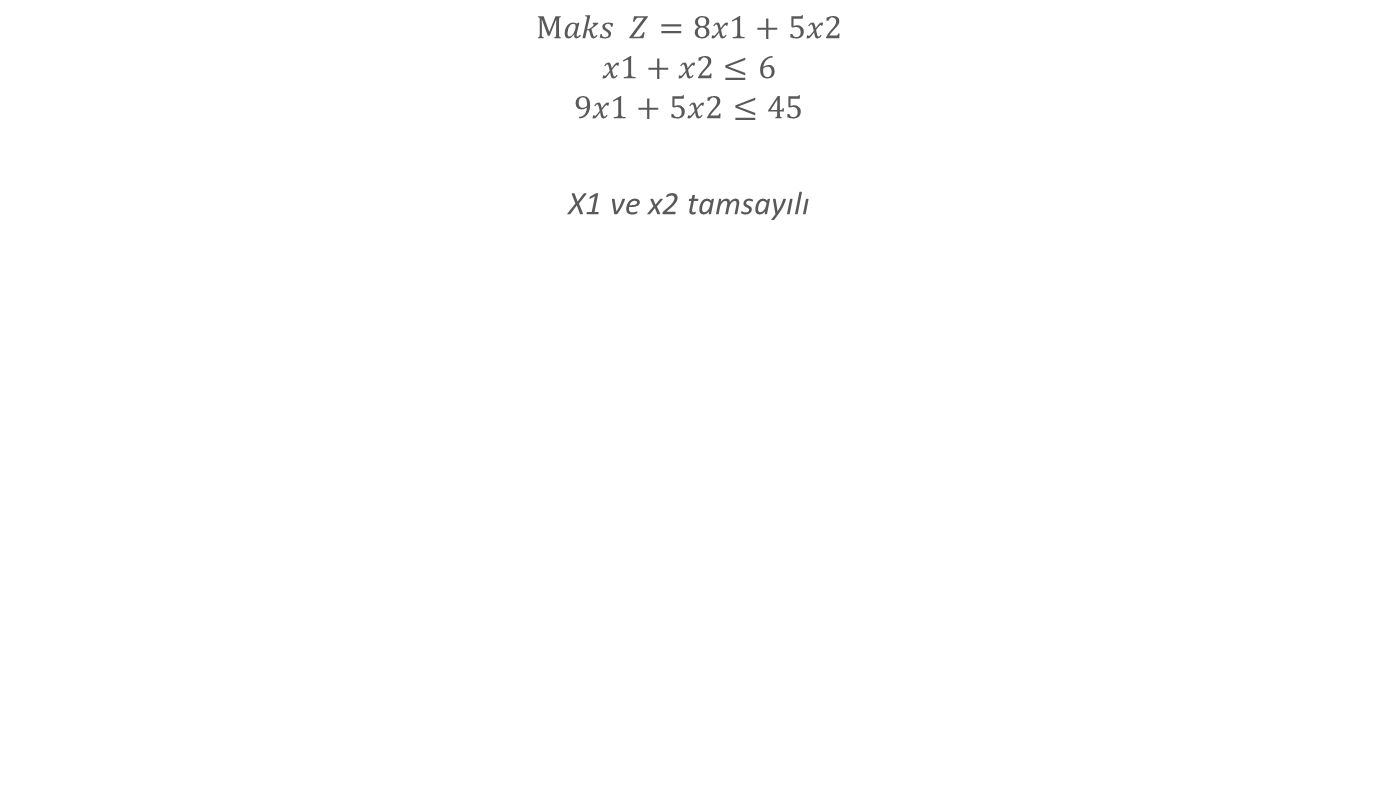 Maks Z = 8x1 + 5x2
x1 + x2 ≤ 6
9x1 + 5x2 ≤ 45
X1 ve x2 tamsayılı